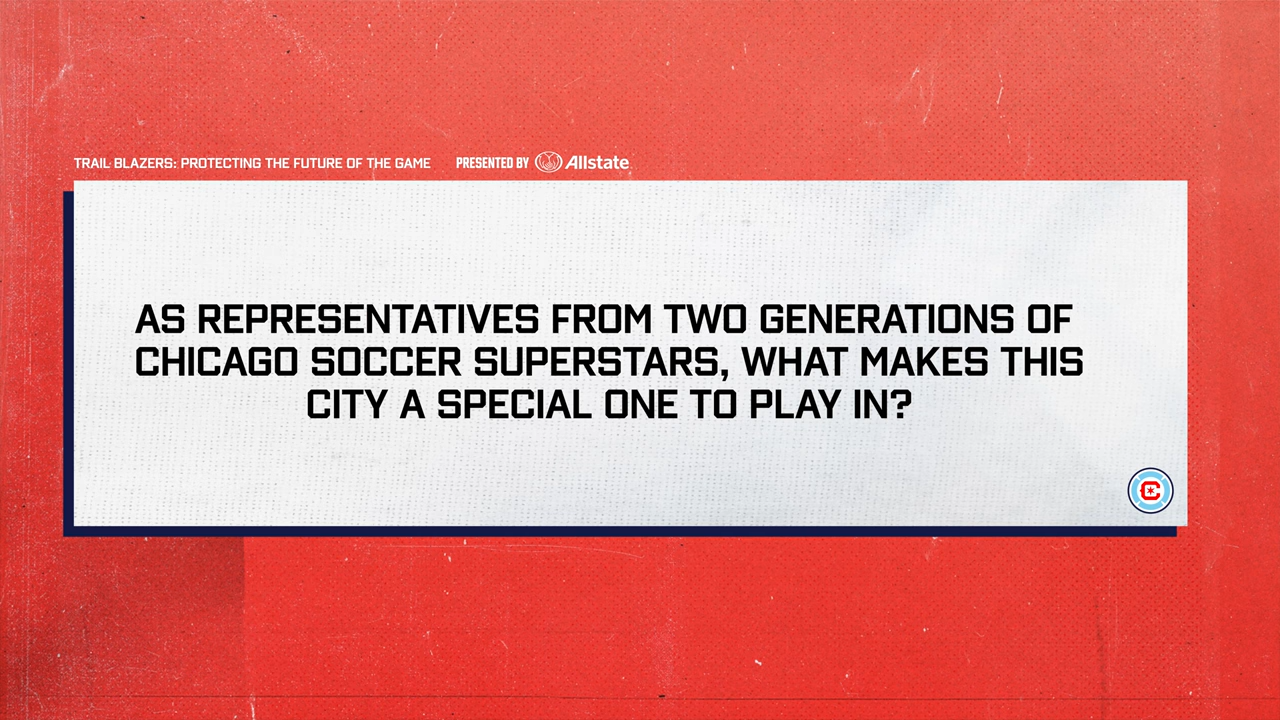 TRAIL BLAZERS: PROTECTING THE FUTURE OF THE GAME PRESENTED BY Allstate
AS REPRESENTATIVES FROM TWO GENERATIONS OF
CHICAGO SOCCER SUPERSTARS, WHAT MAKES THIS
CITY A SPECIAL ONE TO PLAY IN?
C